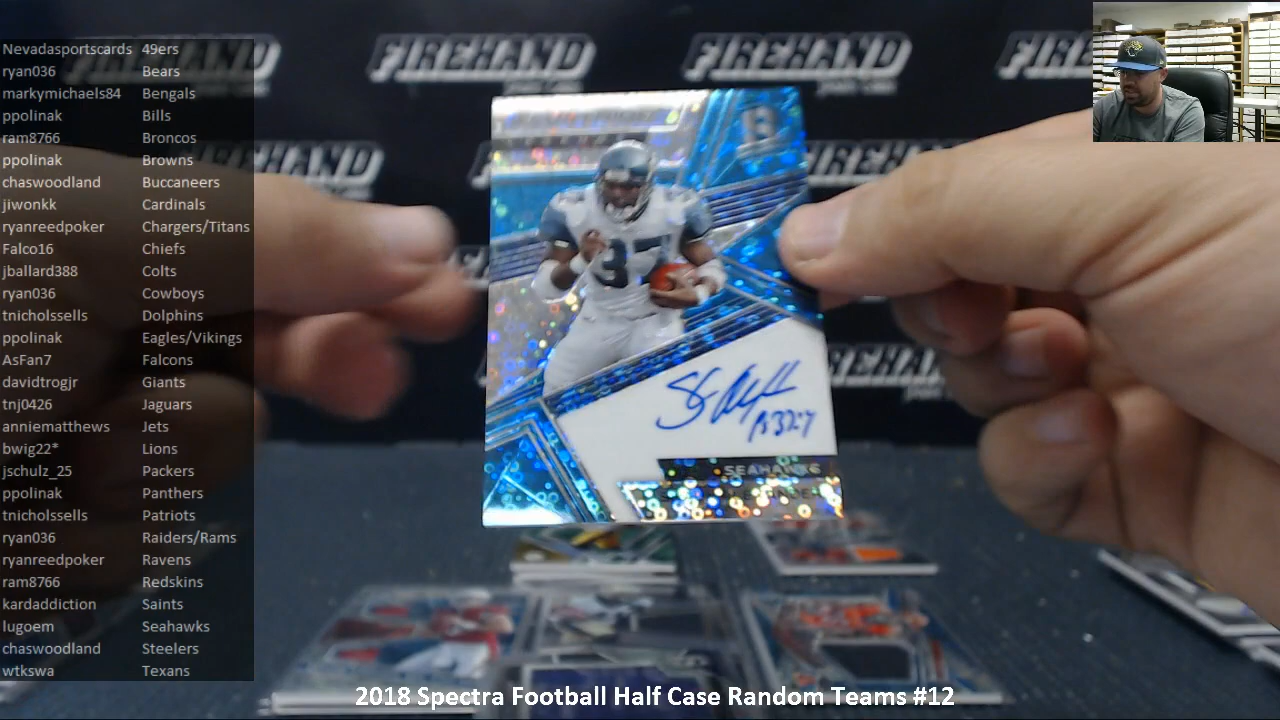 Nevadasportscards 49ers
ryan036 Bears
markymichaels84 Bengals
ppolinak Bills
ram8766 Broncos
ppolinak Browns
chaswoodland Buccaneers
jiwonkk Cardinals
ryanreedpoker Chargers/Titans
Falco16 Chiefs
jballard388 Colts
ryan036 Cowboys
tnicholssells Dolphins
ppolinak Eagles/Vikings
AsFan7 Falcons
davidtrogjr Giants
tnj0426 Jaguars
anniematthews Jets
bwig22* Lions
jschulz_25 Packers
ppolinak Panthers
tnicholssells Patriots
ryan036 Raiders/Rams
ryanreedpoker Ravens
ram8766 Redskins
kardaddiction Saints
lugoem Seahawks
chaswoodland Steelers
wtkswa Texans
FIREHAND FIREHAND FIREHAND
FIREHAND
37
SEAHAWKS
2018 Spectra Football Half Case Random Teams #12